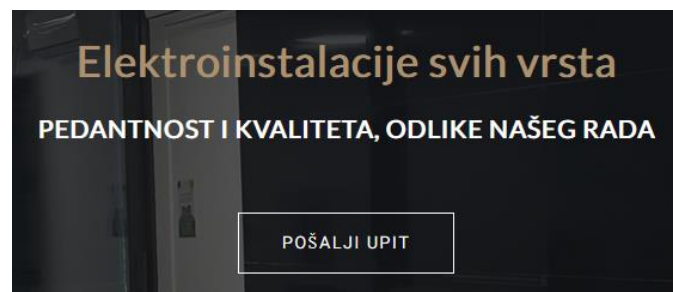 Elektroinstalacije svih vrsta
PEDANTNOST I KVALITETA, ODLIKE NAŠEG RADA
POŠALJI UPIT